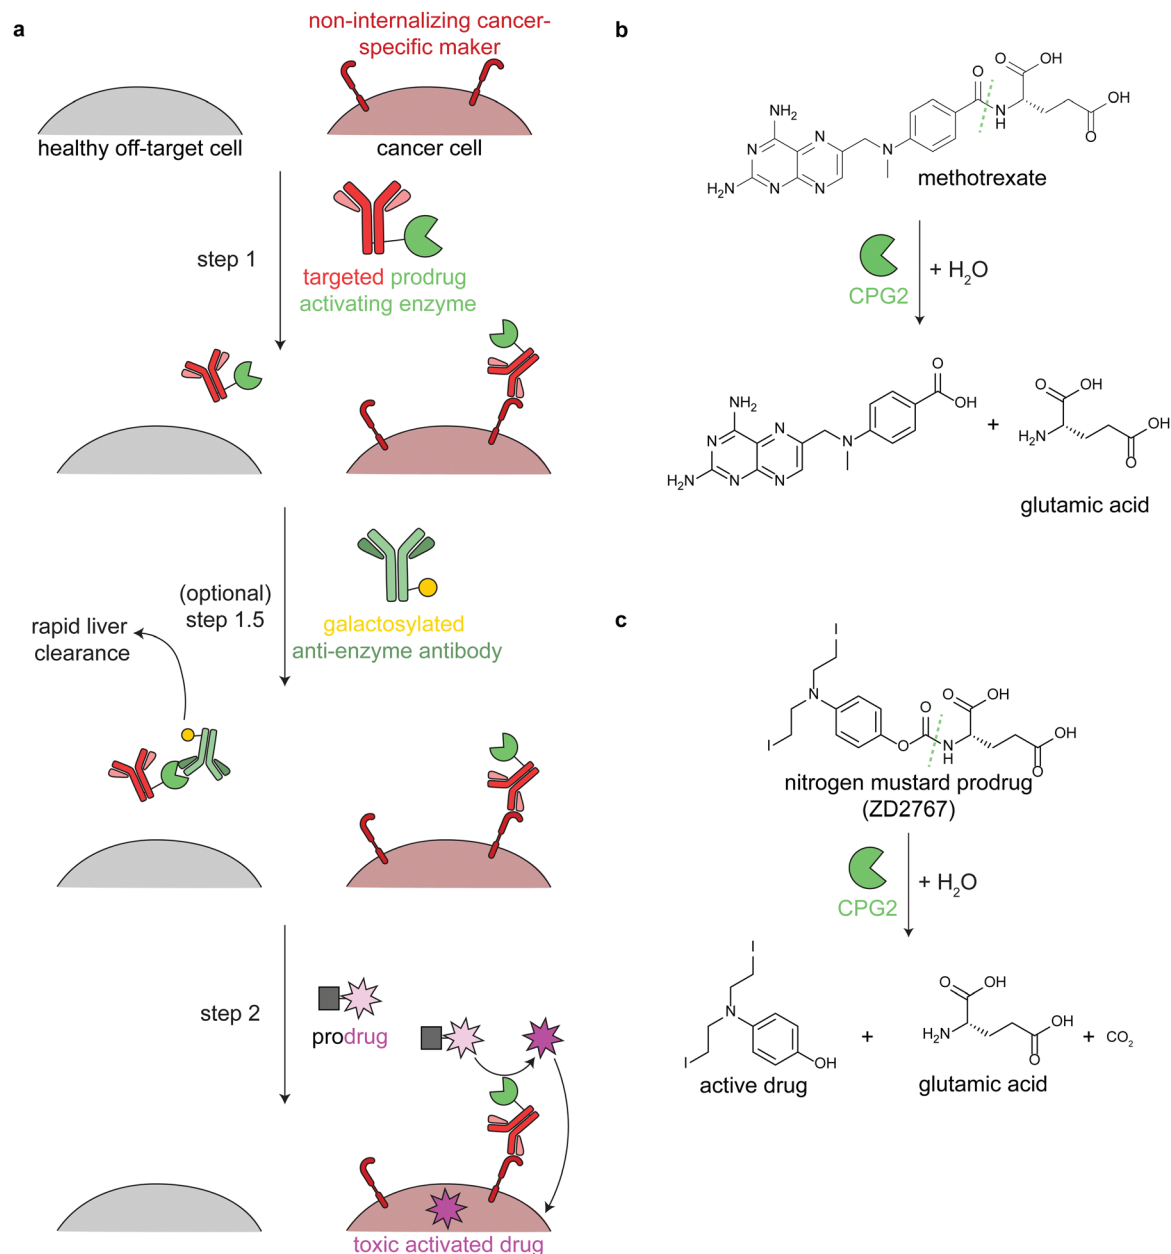 a
non-internalizing cancer-
specific maker
healthy off-target cell
cancer cell
step 1
targeted prodrug
activating enzyme
(optional)
step 1.5
galactosylated
anti-enzyme antibody
rapid liver
clearance
step 2
prodrug
toxic activated drug
b
NH2
N
N
H2N
N
N
N
O
N
H
O
OH
OH
O
methotrexate
CPG2
+ H2O
NH2
N
N
H2N
N
N
N
O
OH
+
O
OH
H2N
OH
O
glutamic acid
c
I
N
I
O
O
N
H
O
OH
OH
O
nitrogen mustard prodrug
(ZD2767)
CPG2
+ H2O
I
N
I
OH
active drug
+
O
OH
H2N
OH
O
glutamic acid
+ CO2